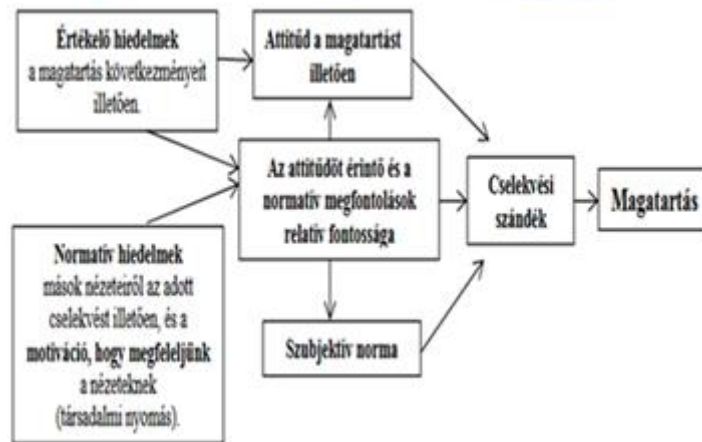 Értékelő hiedelmek
a magatartás következményeit
illetően.
Attitűd a magatartást
illetően
Az attitűdöt érintő és a
normatív megfontolások
relatív fontossága
Cselekvési
szándék
Magatartás
Normatív hiedelmek
mások nézeteiről az adott
cselekvést illetően, és a
motiváció, hogy megfeleljünk
a nézeteknek
(társadalmi nyomás).
Szubjektív norma